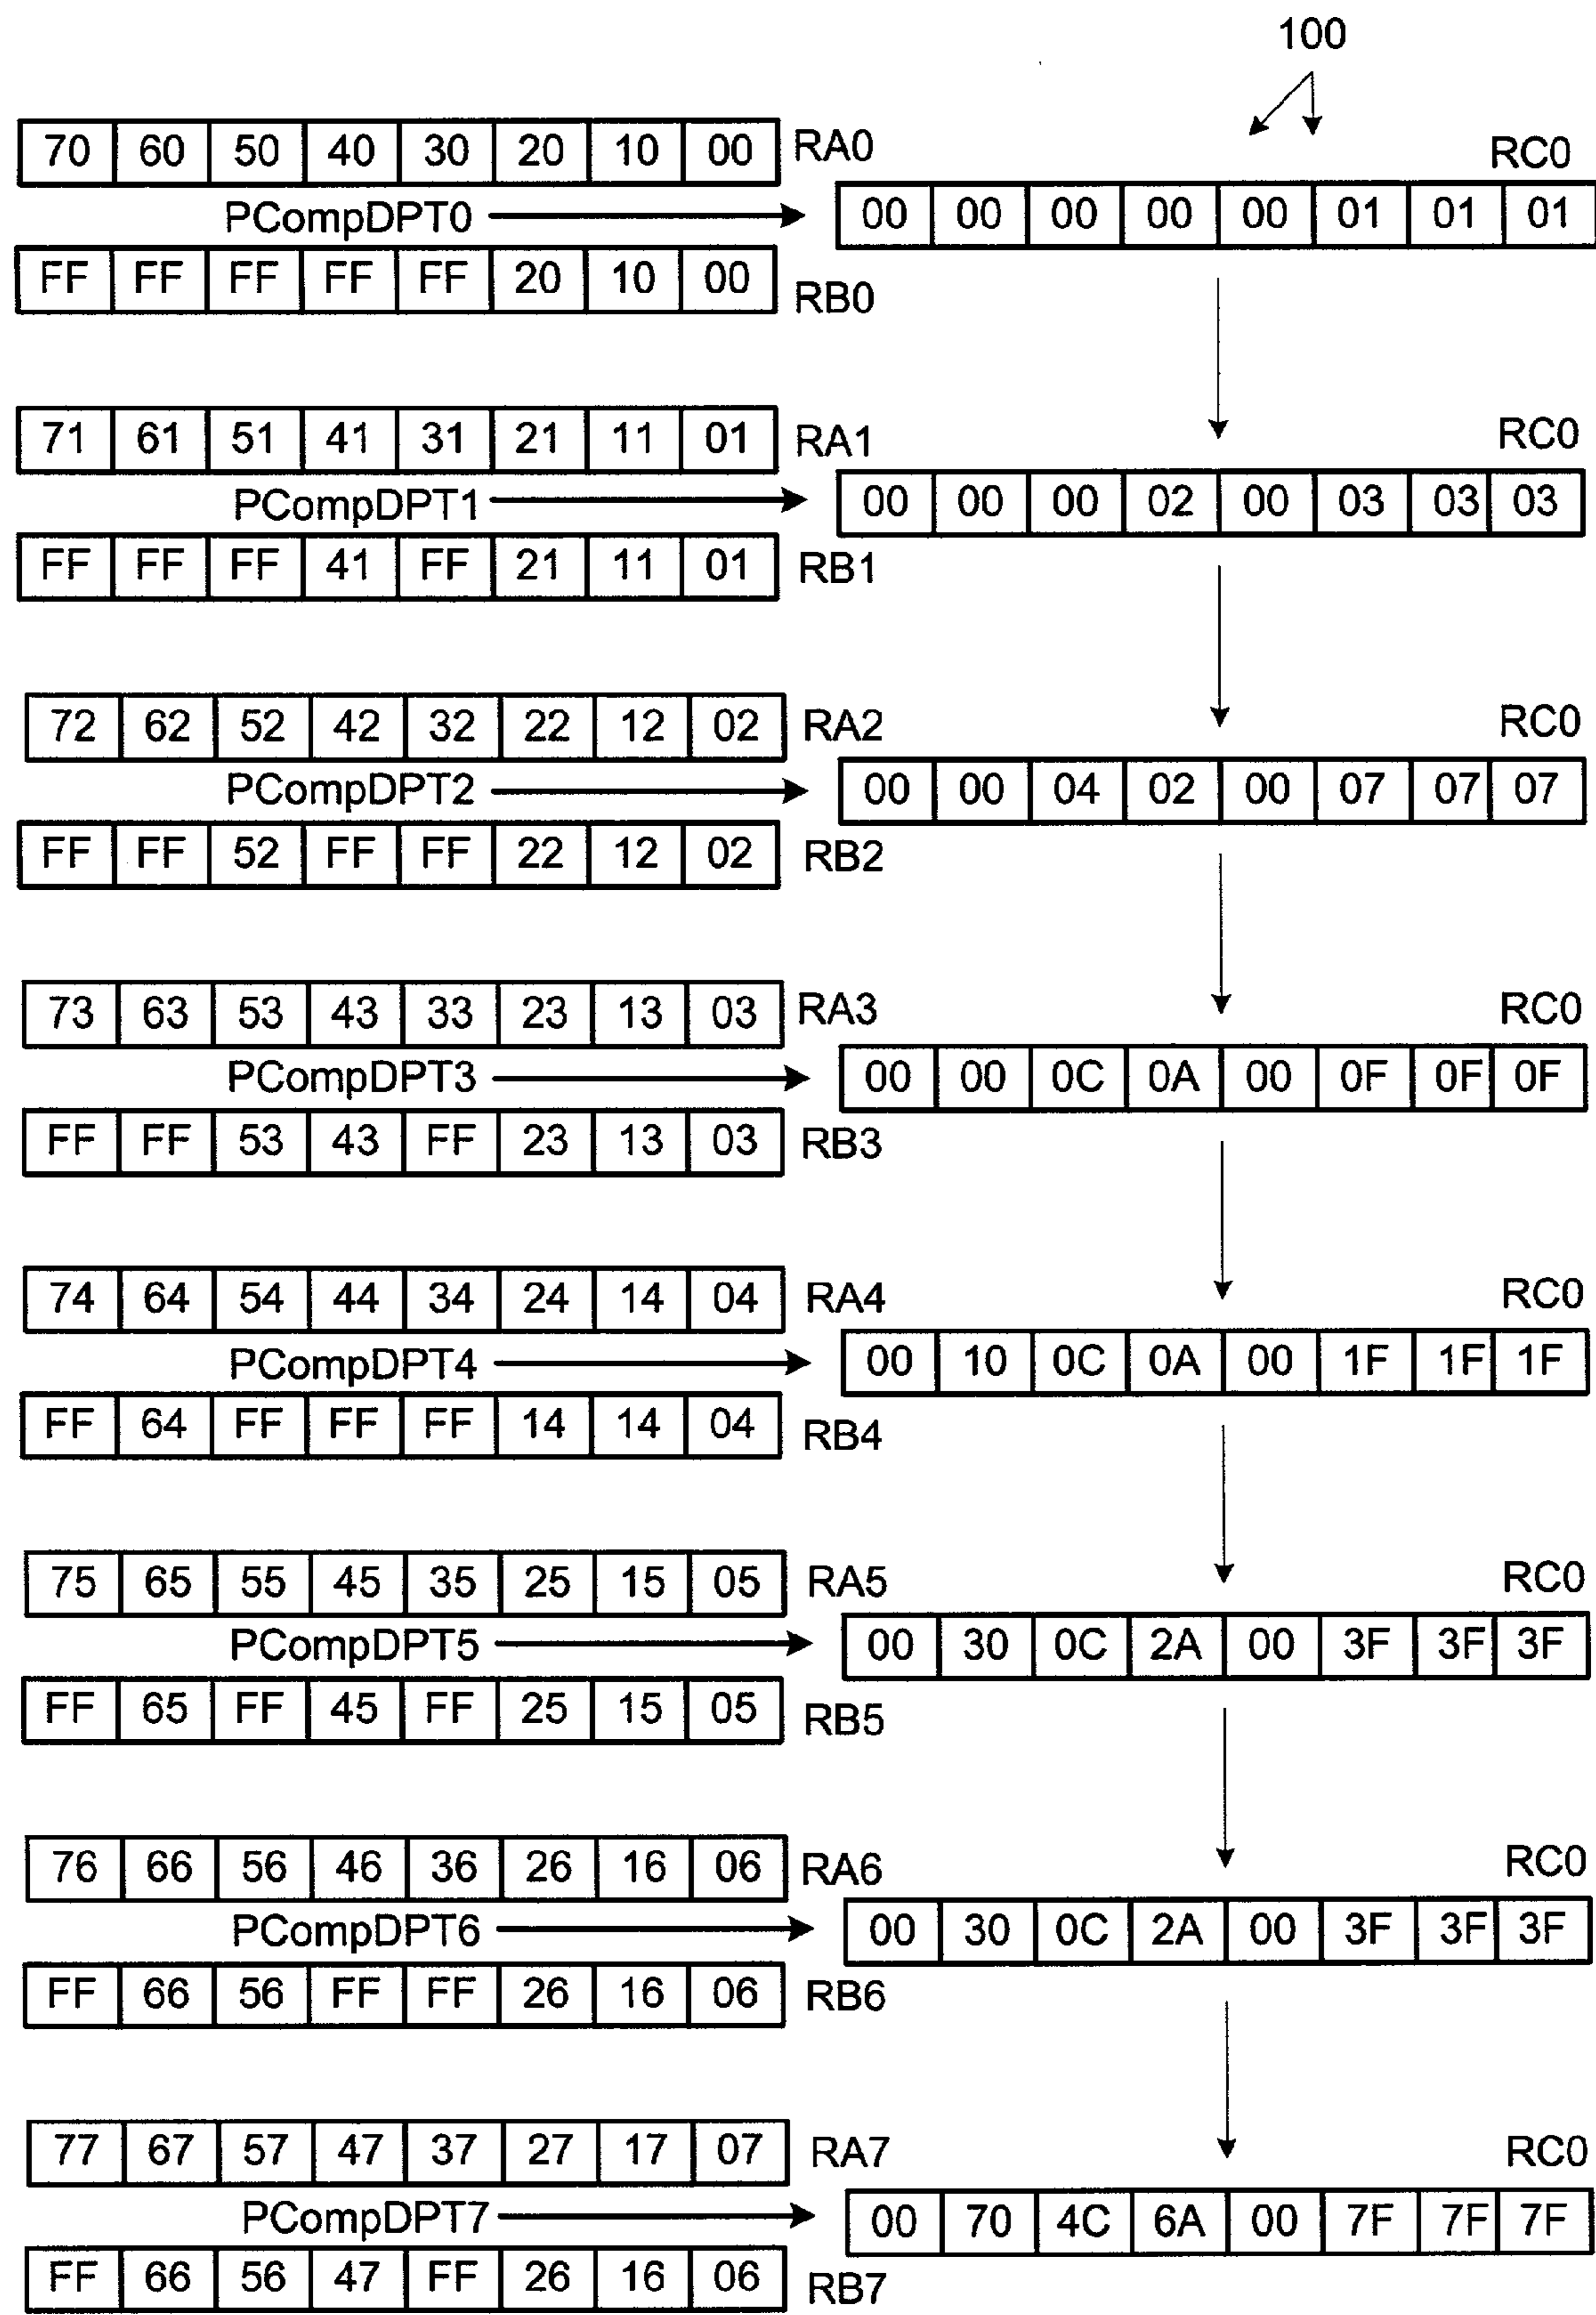 100
70 60 50 40 30 20 10 00 RA0
RC0
PCompDPT0
00 00 00 00 00 01 01 01
FF FF FF FF FF 20 10 00 RB0
71 61 51 41 31 21 11 01 RA1
RC0
PCompDPT1
00 00 00 02 00 03 03 03
FF FF FF 41 FF 21 11 01 RB1
72 62 52 42 32 22 12 02 RA2
RC0
PCompDPT2
00 00 04 02 00 07 07 07
FF FF 52 FF FF 22 12 02 RB2
73 63 53 43 33 23 13 03 RA3
RC0
PCompDPT3
00 00 0C 0A 00 0F 0F 0F
FF FF 53 43 FF 23 13 03 RB3
74 64 54 44 34 24 14 04 RA4
RC0
PCompDPT4
00 10 0C 0A 00 1F 1F 1F
FF 64 FF FF FF 14 14 04 RB4
75 65 55 45 35 25 15 05 RA5
RC0
PCompDPT5
00 30 0C 2A 00 3F 3F 3F
FF 65 FF 45 FF 25 15 05 RB5
76 66 56 46 36 26 16 06 RA6
RC0
PCompDPT6
00 30 0C 2A 00 3F 3F 3F
FF 66 56 FF FF 26 16 06 RB6
77 67 57 47 37 27 17 07 RA7
RC0
PCompDPT7
00 70 4C 6A 00 7F 7F 7F
FF 66 56 47 FF 26 16 06 RB7